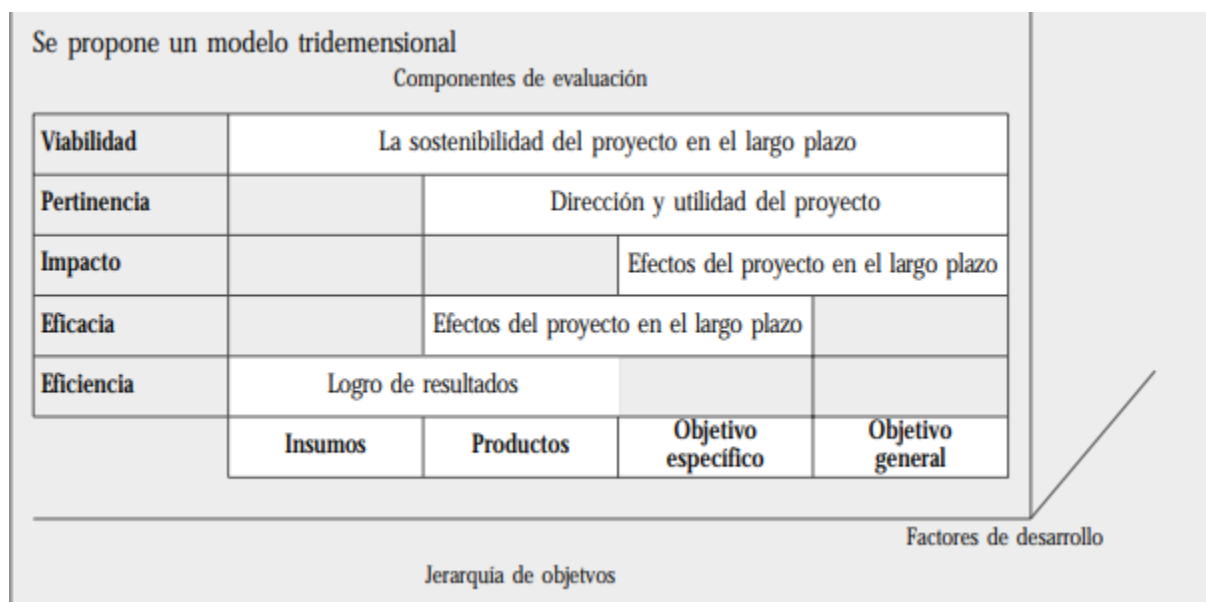 Se propone un modelo tridemensional
Componentes de evaluación
Viabilidad
La sostenibilidad del proyecto en el largo plazo
Pertinencia
Dirección y utilidad del proyecto
Impacto
Efectos del proyecto en el largo plazo
Eficacia
Efectos del proyecto en el largo plazo
Eficiencia
Logro de resultados
Insumos
Productos
Objetivo
específico
Objetivo
general
Factores de desarrollo
Jerarquia de objetvos